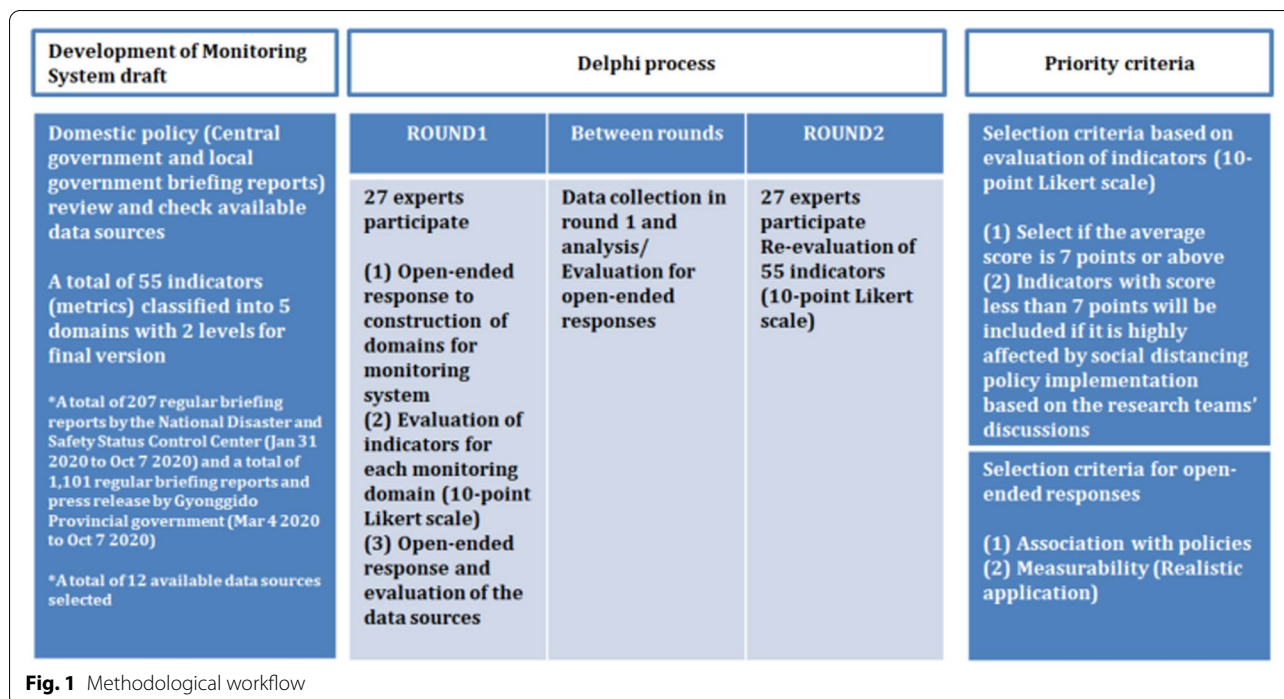 Development of Monitoring
System draft
Domestic policy (Central
government and local
government briefing reports)
review and check available
data sources
A total of 55 indicators
(metrics) classified into 5
domains with 2 levels for
final version
*A total of 207 regular briefing
reports by the National Disaster and
Safety Status Control Center (Jan 31
2020 to Oct 7 2020) and a total of
1,101 regular briefing reports and
press release by Gyonggido
Provincial government (Mar 4 2020
to Oct 7 2020)
*A total of 12 available data sources
selected
Delphi process
ROUND1
27 experts
participate
(1) Open-ended
response to
construction of
domains for
monitoring
system
(2) Evaluation of
indicators for
each monitoring
domain (10-point
Likert scale)
(3) Open-ended
response and
evaluation of the
data sources
Between rounds
Data collection in
round 1 and
analysis/
Evaluation for
open-ended
responses
ROUND2
27 experts
participate
Re-evaluation of
55 indicators
(10-point Likert
scale)
Priority criteria
Selection criteria based on
evaluation of indicators (10-
point Likert scale)
(1) Select if the average
score is 7 points or above
(2) Indicators with score
less than 7 points will be
included if it is highly
affected by social distancing
policy implementation
based on the research teams'
discussions
Selection criteria for open-
ended responses
(1) Association with policies
(2) Measurability (Realistic
application)
Fig. 1 Methodological workflow